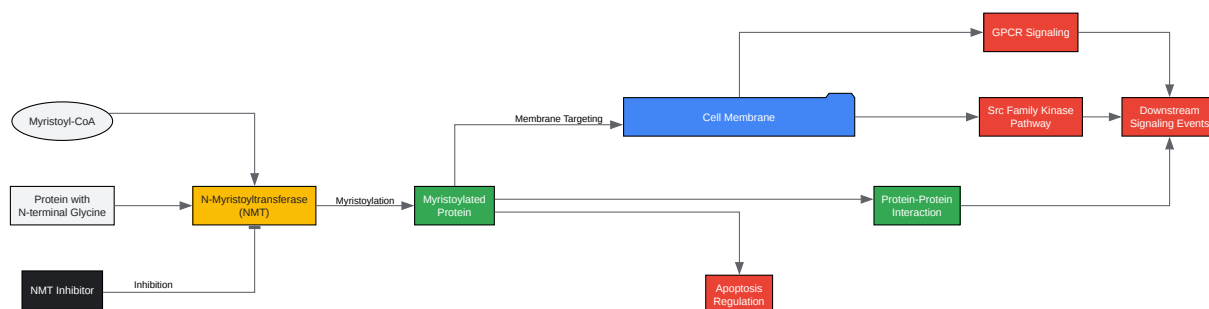 GPCR Signaling
Myristoyl-CoA
Membrane Targeting
Cell Membrane
Src Family Kinase
Pathway
Downstream
Signaling Events
Protein with
N-terminal Glycine
N-Myristoyltransferase
(NMT)
Myristoylation
Myristoylated
Protein
Protein-Protein
Interaction
NMT Inhibitor
Inhibition
Apoptosis
Regulation